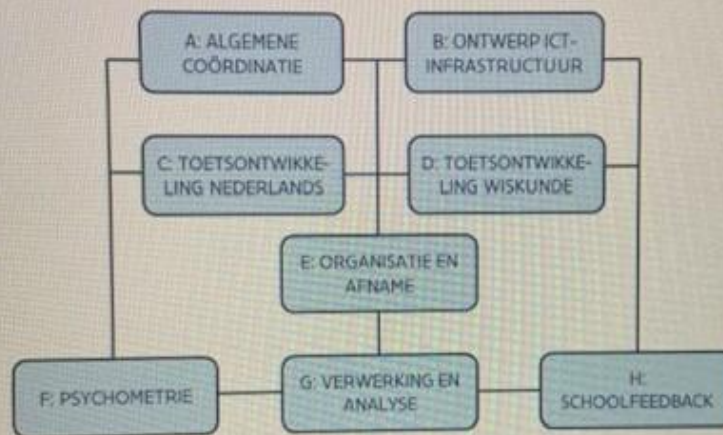 A: ALGEMENE
COÖRDINATIE
B: ONTWERP ICT-
INFRASTRUCTUUR
C: TOETSONTWIKKE-
LING NEDERLANDS
D: TOETSONTWIKKE-
LING WISKUNDE
E: ORGANISATIE EN
AFNAME
F: PSYCHOMETRIE
G: VERWERKING EN
ANALYSE
H:
SCHOOLFEEDBACK